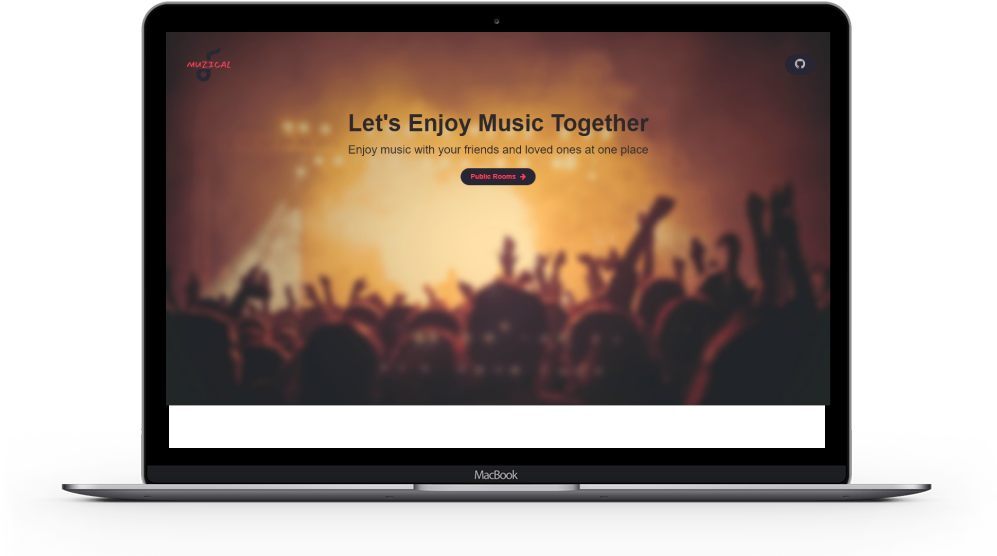 MUZICAL
Let's Enjoy Music Together
Enjoy music with your friends and loved ones at one place
Public Rooms
MacBook